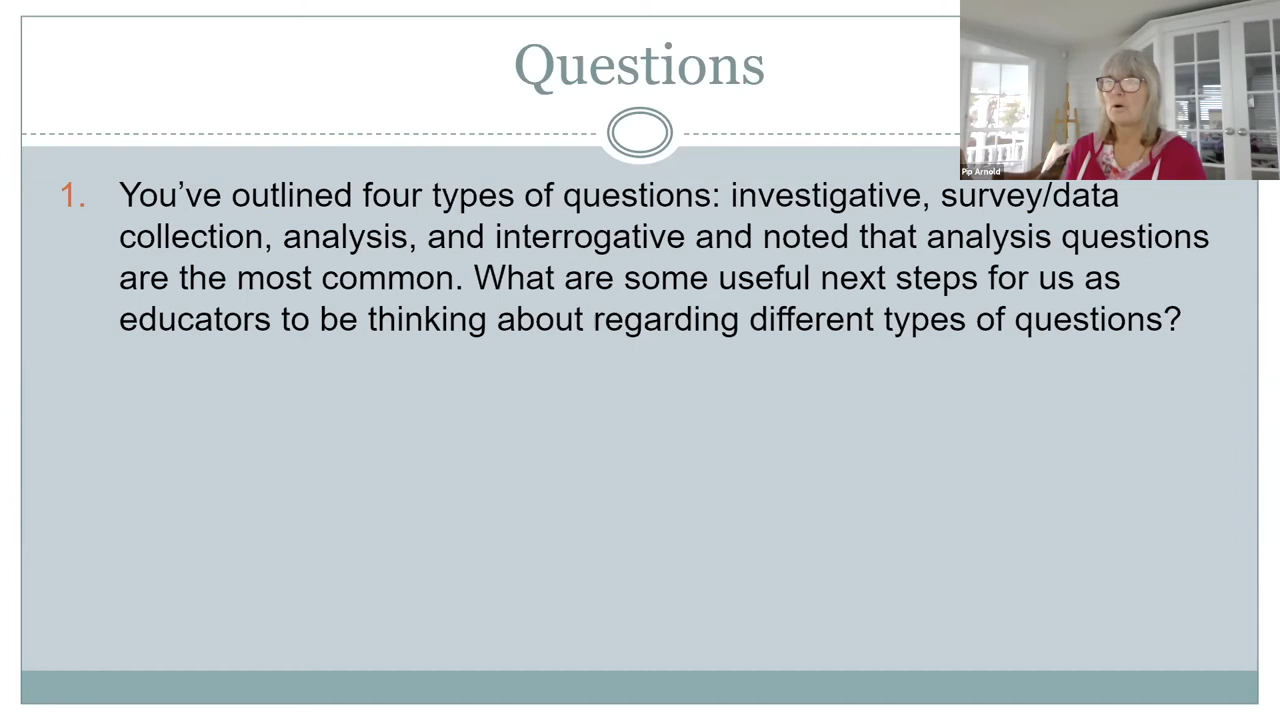 Questions
Pip Arnold
1. You’ve outlined four types of questions: investigative, survey/data
collection, analysis, and interrogative and noted that analysis questions
are the most common. What are some useful next steps for us as
educators to be thinking about regarding different types of questions?